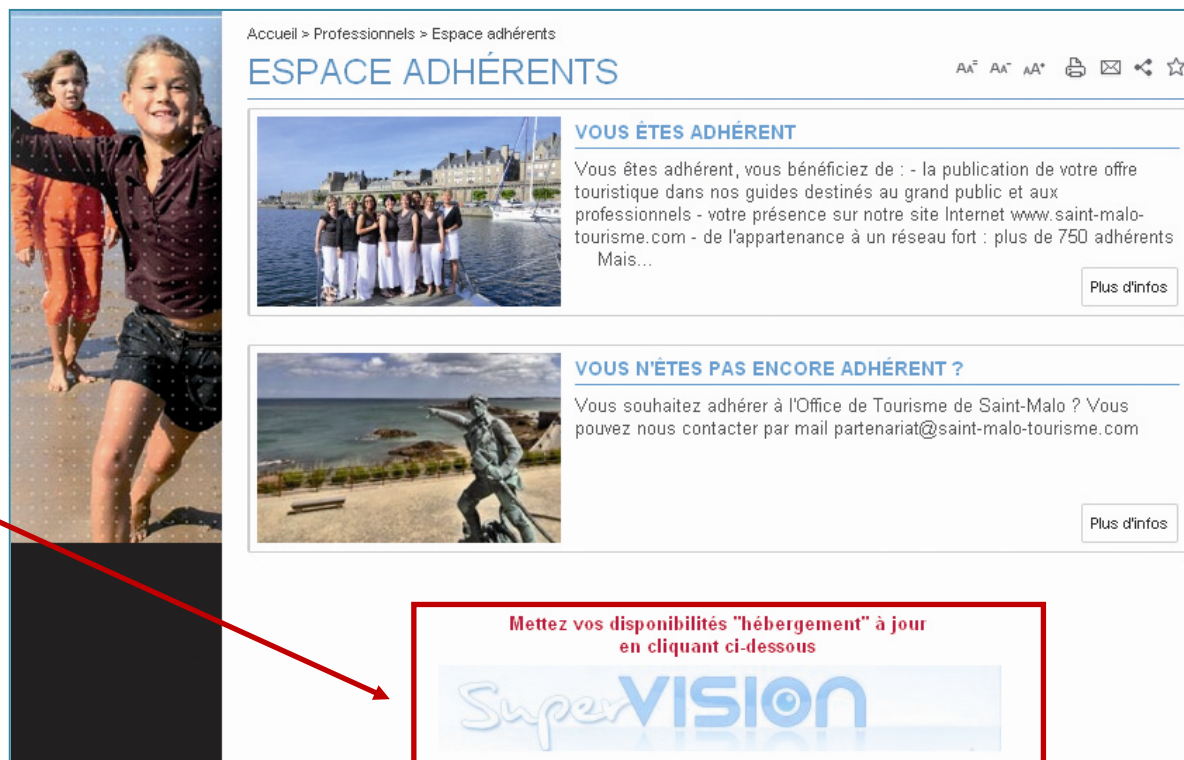 Accueil > Professionnels > Espace adhérents
ESPACE ADHÉRENTS
AA= AA- AA+
VOUS ÊTES ADHÉRENT
Vous êtes adhérent, vous bénéficiez de : - la publication de votre offre
touristique dans nos guides destinés au grand public et aux
professionnels - votre présence sur notre site Internet www.saint-malo-
tourisme.com - de l'appartenance à un réseau fort : plus de 750 adhérents
Mais...
Plus d'infos
VOUS N'ÊTES PAS ENCORE ADHÉRENT ?
Vous souhaitez adhérer à l'Office de Tourisme de Saint-Malo ? Vous
pouvez nous contacter par mail partenariat@saint-malo-tourisme.com
Plus d'infos
Mettez vos disponibilités "hébergement" à jour
en cliquant ci-dessous
SuperVISION